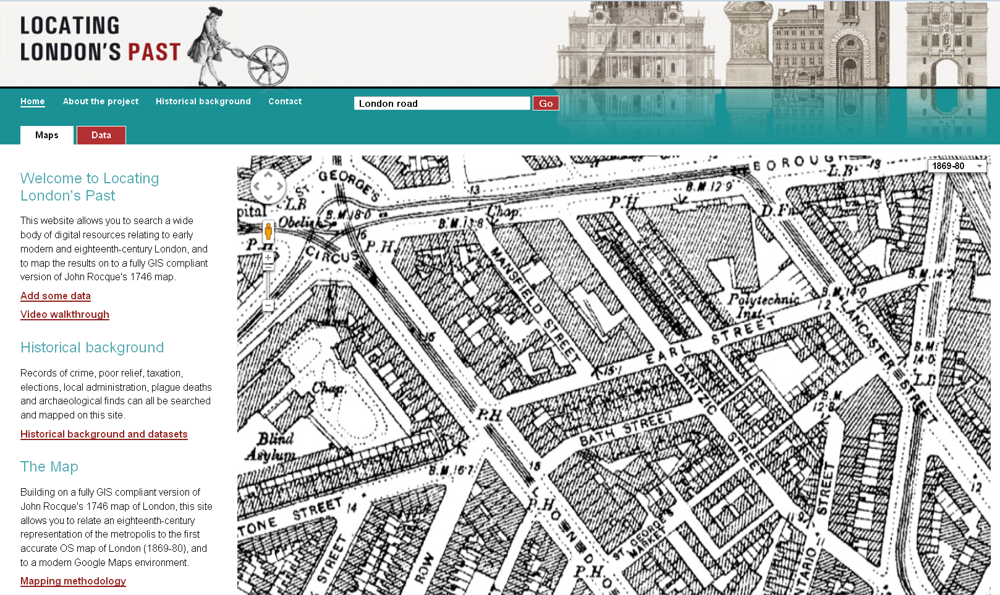 LOCATING
LONDON'S PAST
Home About the project Historical background Contact
London road Go
Maps Data
Welcome to Locating
London's Past
This website allows you to search a wide
body of digital resources relating to early
modern and eighteenth-century London, and
to map the results on to a fully GIS compliant
version of John Rocque's 1746 map.
Add some data
Video walkthrough
Historical background
Records of crime, poor relief, taxation,
elections, local administration, plague deaths
and archaeological finds can all be searched
and mapped on this site.
Historical background and datasets
The Map
Building on a fully GIS compliant version of
John Rocque's 1746 map of London, this site
allows you to relate an eighteenth-century
representation of the metropolis to the first
accurate OS map of London (1869-80), and
to a modern Google Maps environment.
Mapping methodology
1869-80
BOROUGH
L.B
13
ST. GEORGE'S
13
B.M.12.9
P.H.
L.B
pital
Obelisk
B.M.18.0
Chap.
B.M.13.8
D.Fn.
P.H.
16
P.H.
CIRCUS
MANSFIELD STREET
B.M.14.2
B.M.14.0
12
Polytechnic
Inst.
LANCASTER STREET
EARL STREET
16
15.1
B.M.
14.0
L.B
DANTZIC STREET
Chap.
B.M.
12.8
P.H.
BATH STREET
Blind
Asylum
B.M.16.7
16
12
TONE STREET 14
L.B
P.H.
STREET
ST. GEORGE'S
MARKET
STREET
ROW
P.H.
NTARIO